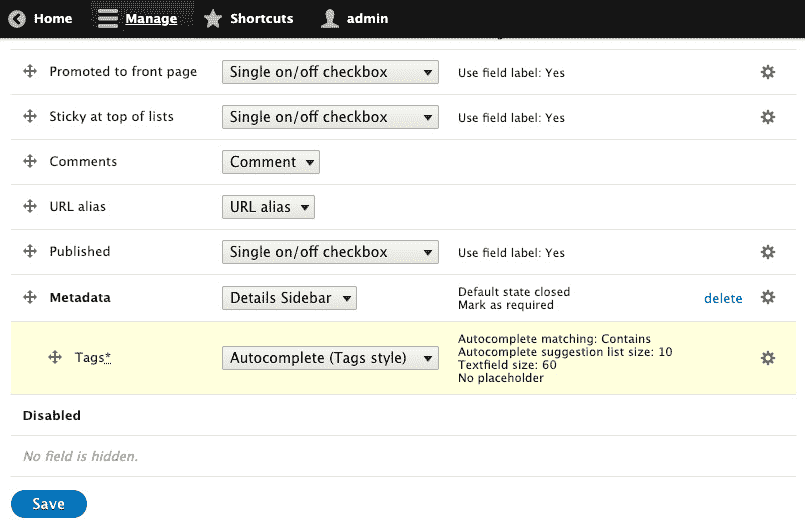 Home Manage Shortcuts admin
Promoted to front page Single on/off checkbox Use field label: Yes
Sticky at top of lists Single on/off checkbox Use field label: Yes
Comments Comment
URL alias URL alias
Published Single on/off checkbox Use field label: Yes
Metadata Details Sidebar Default state closed
Mark as required
delete
Tags* Autocomplete (Tags style) Autocomplete matching: Contains
Autocomplete suggestion list size: 10
Textfield size: 60
No placeholder
Disabled
No field is hidden.
Save